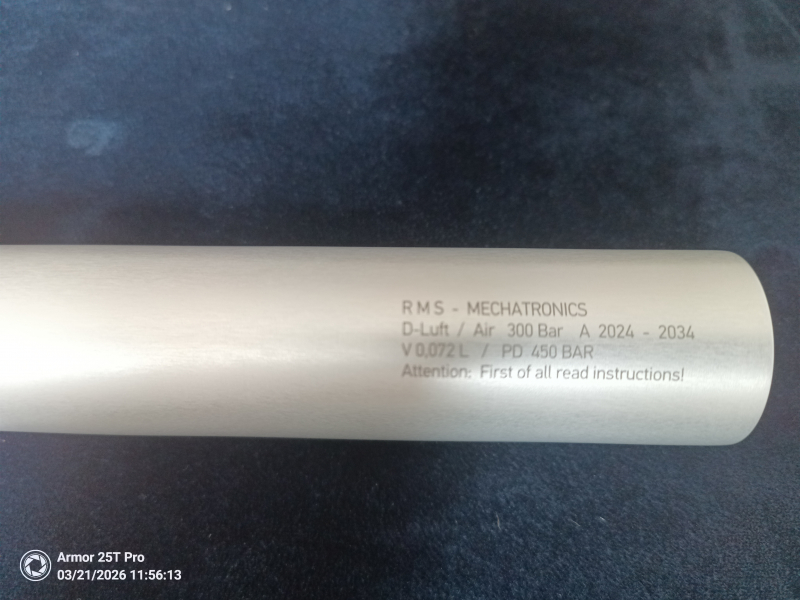 RMS - MECHATRONICS
D-Luft / Air 300 Bar A 2024 - 2034
V 0,072 L / PD 450 BAR
Attention: First of all read instructions!
Armor 25T Pro
03/21/2026 11:56:13